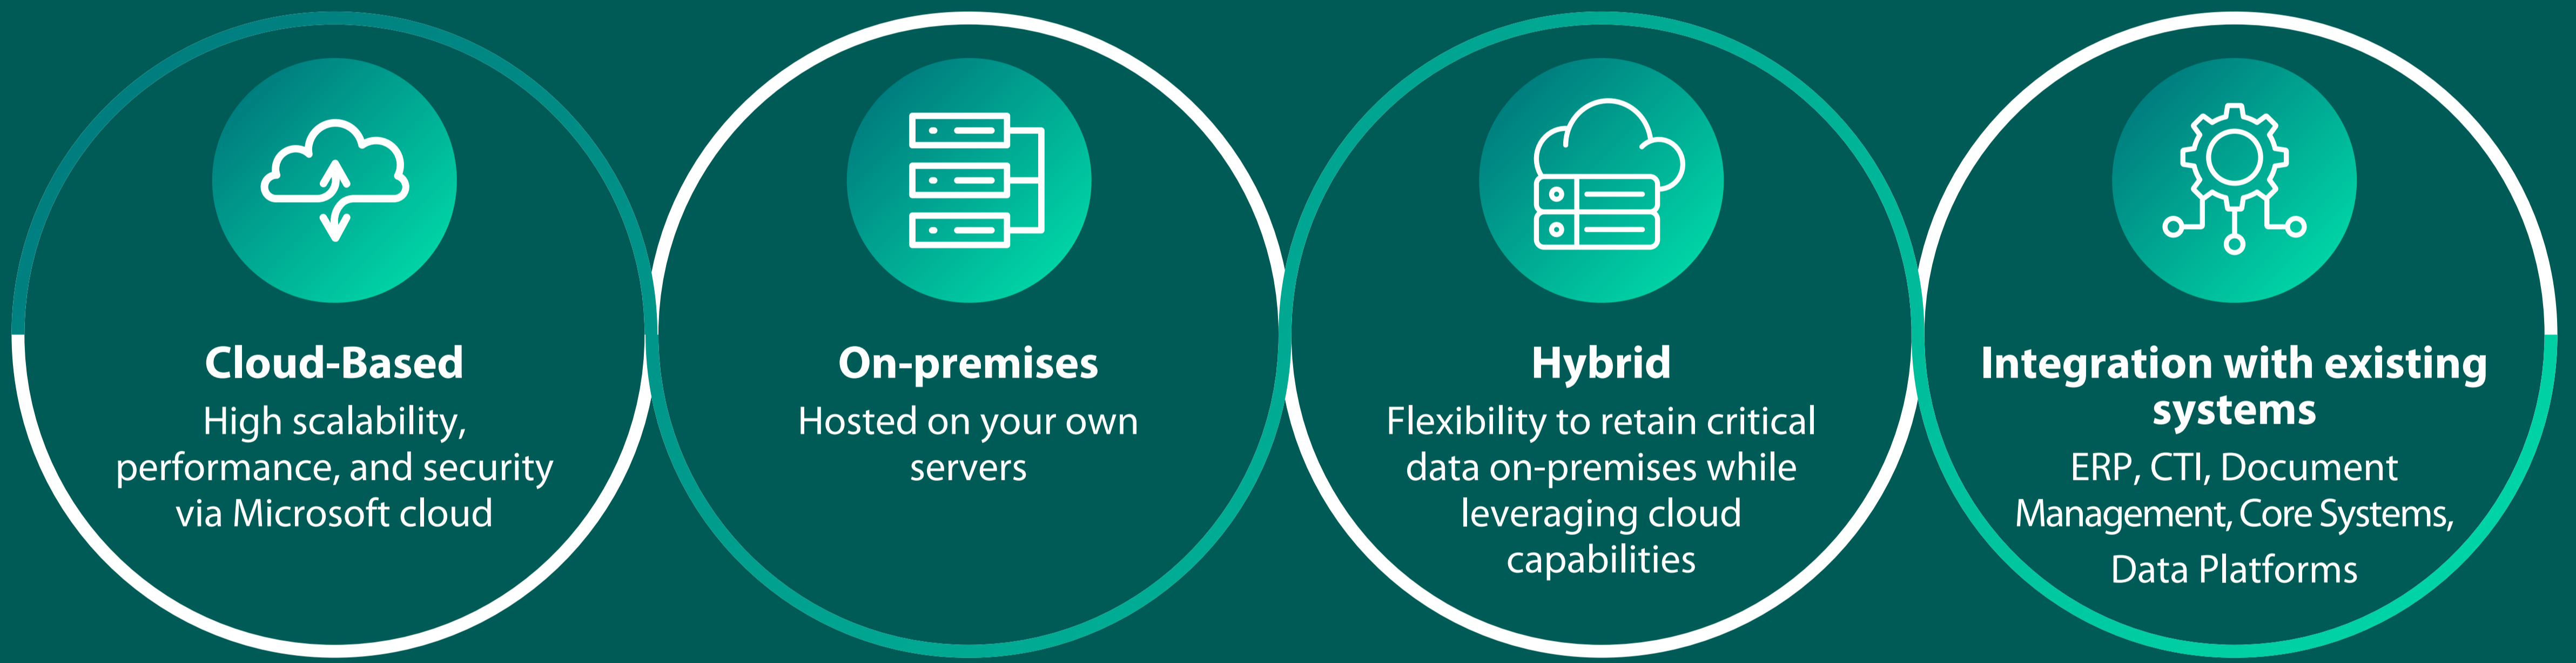 Cloud-Based
High scalability,
performance, and security
via Microsoft cloud
On-premises
Hosted on your own
servers
Hybrid
Flexibility to retain critical
data on-premises while
leveraging cloud
capabilities
Integration with existing
systems
ERP, CTI, Document
Management, Core Systems,
Data Platforms